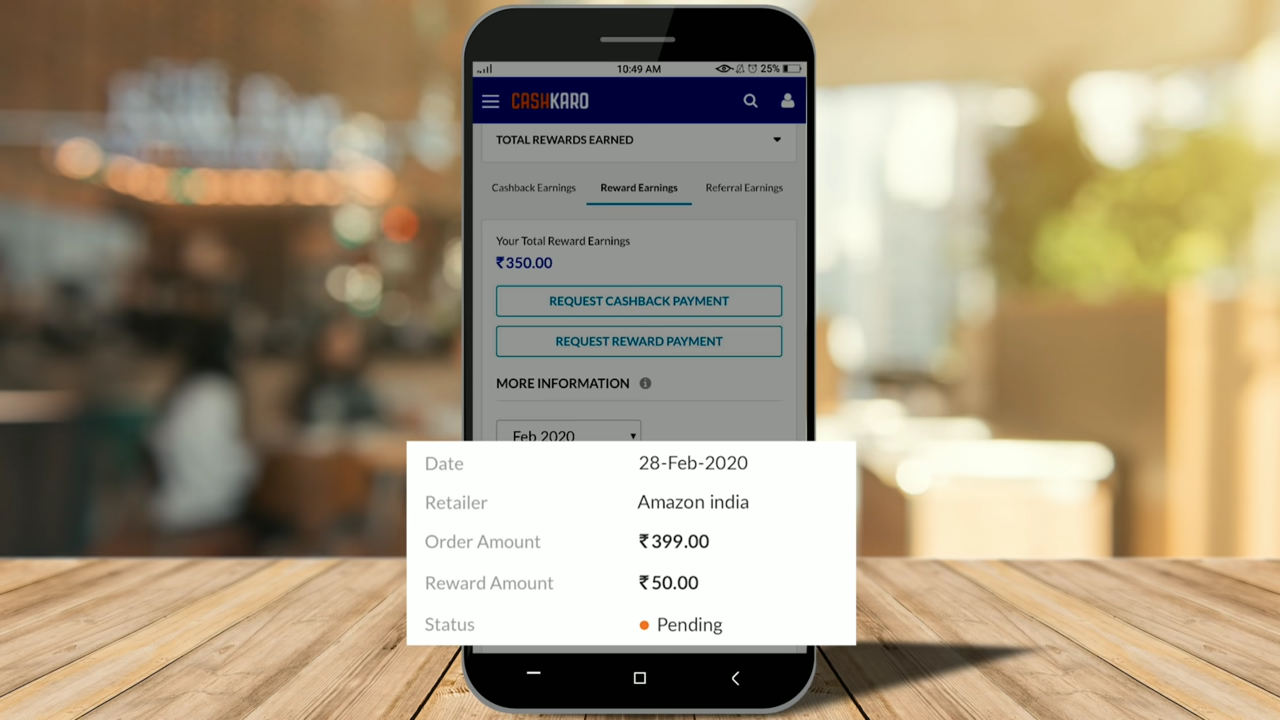 10:49 AM 25%
CASHKARO
TOTAL REWARDS EARNED
Cashback Earnings Reward Earnings Referral Earnings
Your Total Reward Earnings
₹350.00
REQUEST CASHBACK PAYMENT
REQUEST REWARD PAYMENT
MORE INFORMATION
Feb 2020
Date 28-Feb-2020
Retailer Amazon india
Order Amount ₹399.00
Reward Amount ₹50.00
Status Pending